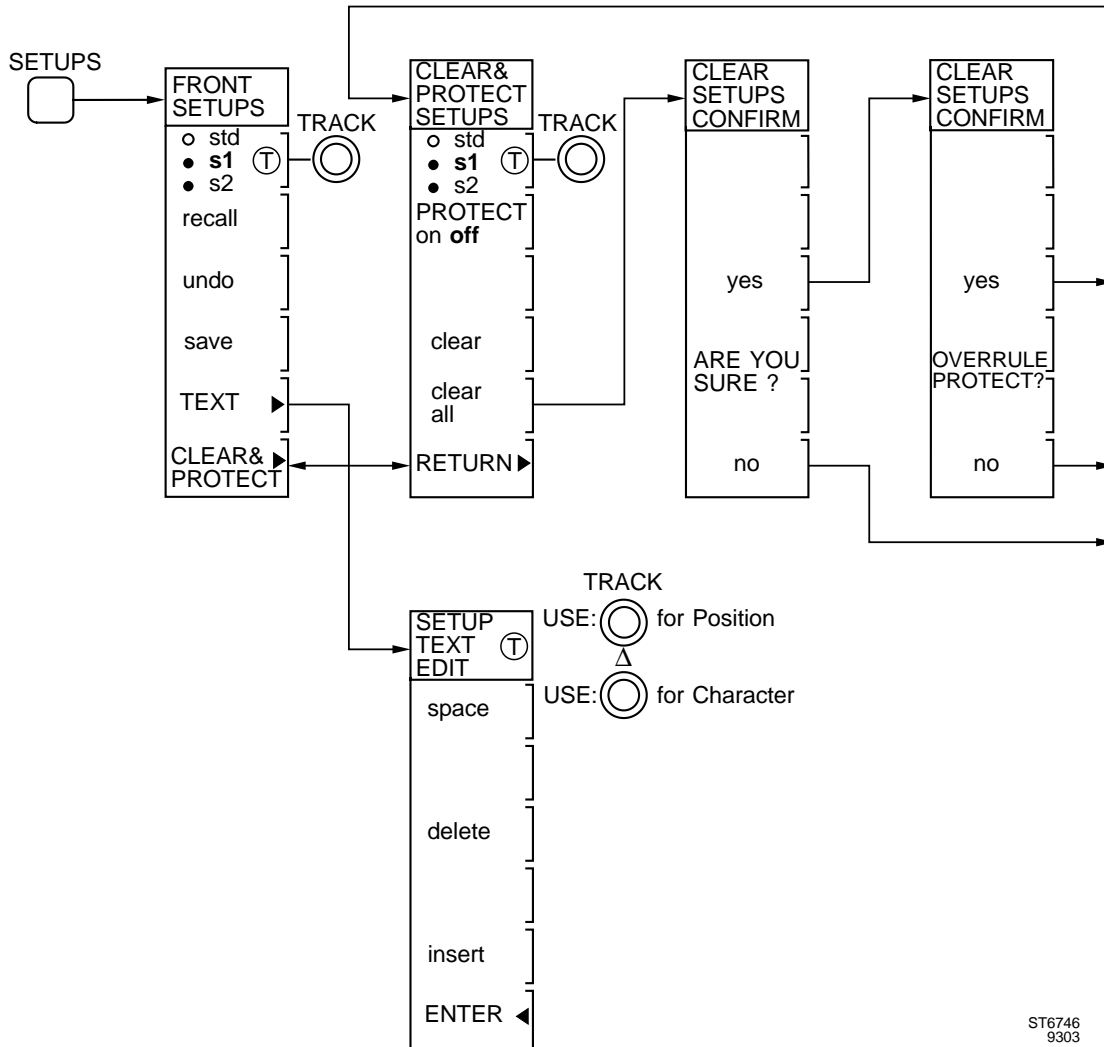 SETUPS
FRONT
SETUPS
std
s1
s2
T
TRACK
recall
undo
save
TEXT
CLEAR&
PROTECT
CLEAR&
PROTECT
SETUPS
std
s1
s2
T
TRACK
PROTECT
on off
clear
clear
all
RETURN
CLEAR
SETUPS
CONFIRM
yes
ARE YOU
SURE ?
no
CLEAR
SETUPS
CONFIRM
yes
OVERRULE
PROTECT?
no
SETUP
TEXT
EDIT
T
TRACK
USE: for Position
Δ
USE: for Character
space
delete
insert
ENTER
ST6746
9303